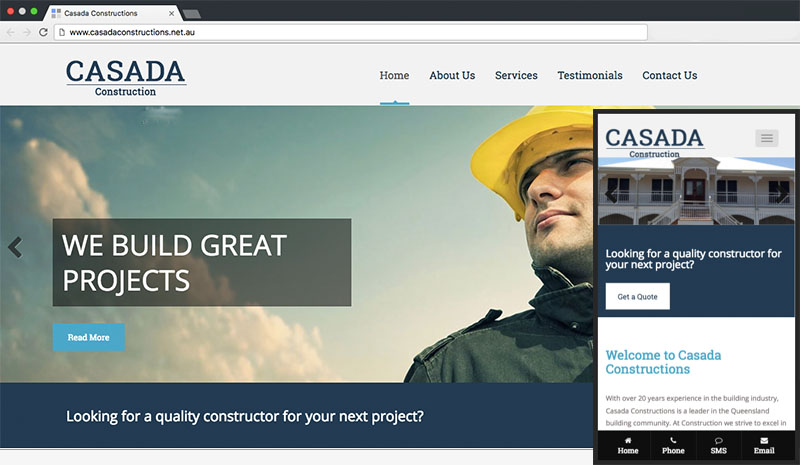 Casada Constructions
www.casadaconstructions.net.au
CASADA
Construction
Home
About Us
Services
Testimonials
Contact Us
WE BUILD GREAT
PROJECTS
Read More
Looking for a quality constructor for your next project?
CASADA
Construction
Looking for a quality constructor for
your next project?
Get a Quote
Welcome to Casada
Constructions
With over 20 years experience in the building industry,
Casada Constructions is a leader in the Queensland
building community. At Construction we strive to excel in
Home
Phone
SMS
Email